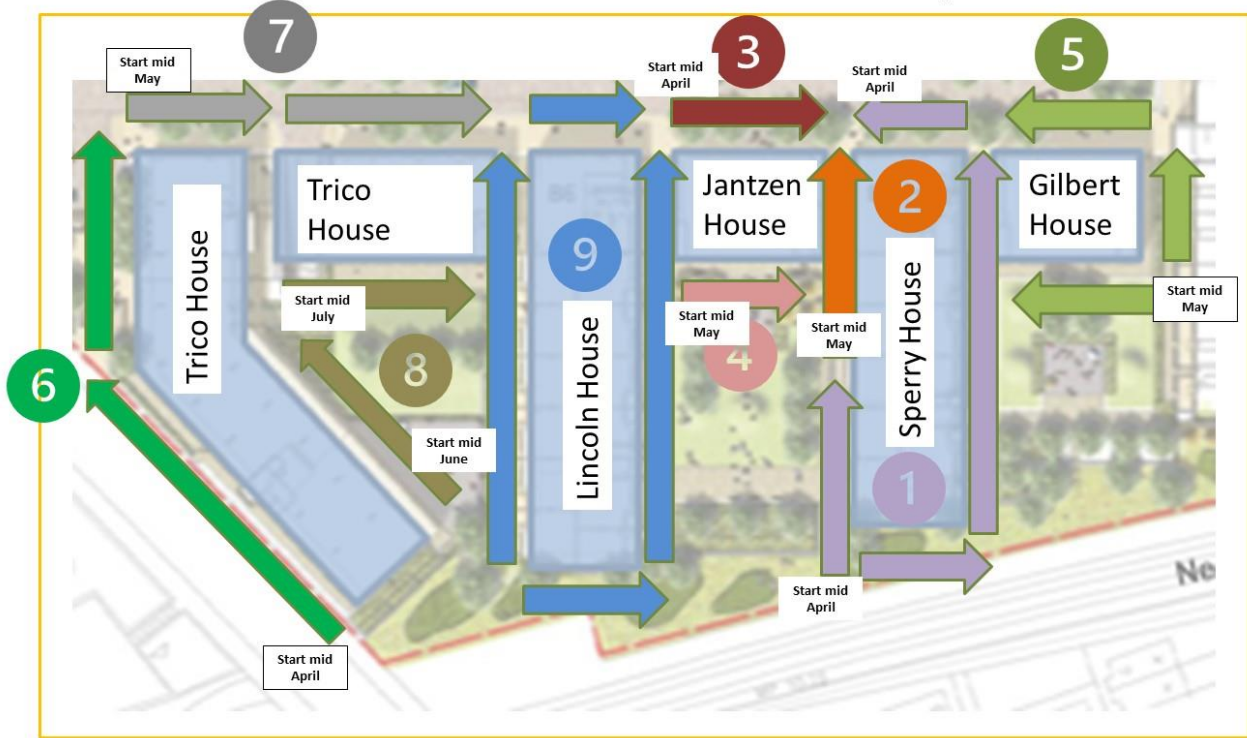 7
3
5
Start mid
May
Start mid
April
Start mid
April
Trico
House
Jantzen
House
2
Gilbert
House
Trico House
9
Lincoln House
Sperry House
Start mid
July
Start mid
May
Start mid
May
Start mid
May
4
6
8
Start mid
June
1
Start mid
April
Ne
Start mid
April